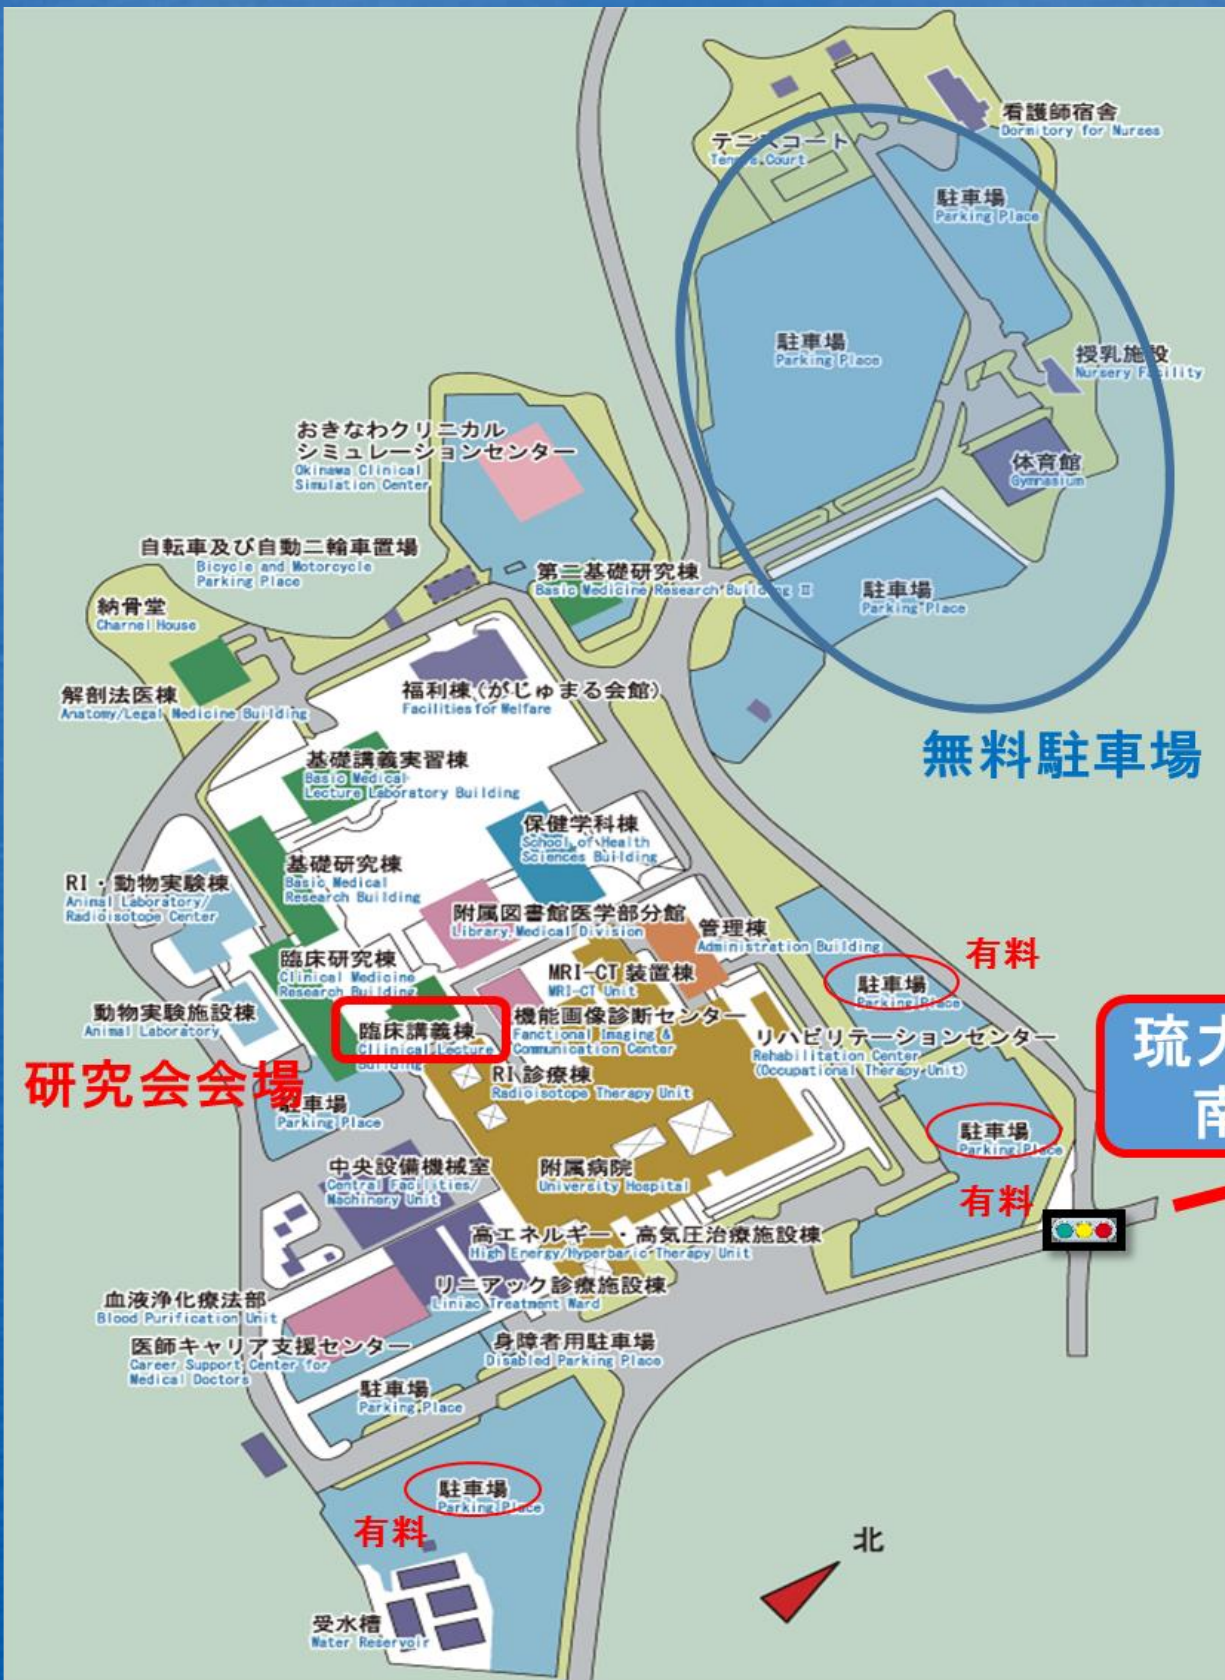 看護師宿舎
Dormitory for Nurses
テニスコート
Tennis Court
駐車場
Parking Place
駐車場
Parking Place
授乳施設
Nursery Facility
体育館
Gymnasium
おきなわクリニカル
シミュレーションセンター
Okinawa Clinical
Simulation Center
自転車及び自動二輪車置場
Bicycle and Motorcycle
Parking Place
第二基礎研究棟
Basic Medicine Research Building Ⅱ
駐車場
Parking Place
納骨堂
Charnel House
解剖法医棟
Anatomy/Legal Medicine Building
福利棟(がじゅまる会館)
Facilities for Welfare
無料駐車場
基礎講義実習棟
Basic Medical
Lecture Laboratory Building
保健学科棟
School of Health
Sciences Building
基礎研究棟
Basic Medical
Research Building
RI・動物実験棟
Animal Laboratory/
Radioisotope Center
附属図書館医学部分館
Library, Medical Division
管理棟
Administration Building
有料
臨床研究棟
Clinical Medicine
Research Building
MRI-CT 装置棟
MRI-CT Unit
駐車場
Parking Place
動物実験施設棟
Animal Laboratory
臨床講義棟
Cliinical Lecture
Building
機能画像診断センター
Fanctional Imaging &
Communication Center
リハビリテーションセンター
Rehabilitation Center
(Occupational Therapy Unit)
琉大
南
研究会会場
RI 診療棟
Radioisotope Therapy Unit
駐車場
Parking Place
駐車場
Parking Place
中央設備機械室
Central Facilities/
Machinery Unit
附属病院
University Hospital
有料
高エネルギー・高気圧治療施設棟
High Energy/Hyperbaric Therapy Unit
リニアック診療施設棟
Liniac Treatment Ward
血液浄化療法部
Blood Purification Unit
医師キャリア支援センター
Career Support Center for
Medical Doctors
身障者用駐車場
Disabled Parking Place
駐車場
Parking Place
駐車場
Parking Place
有料
北
受水槽
Water Reservoir